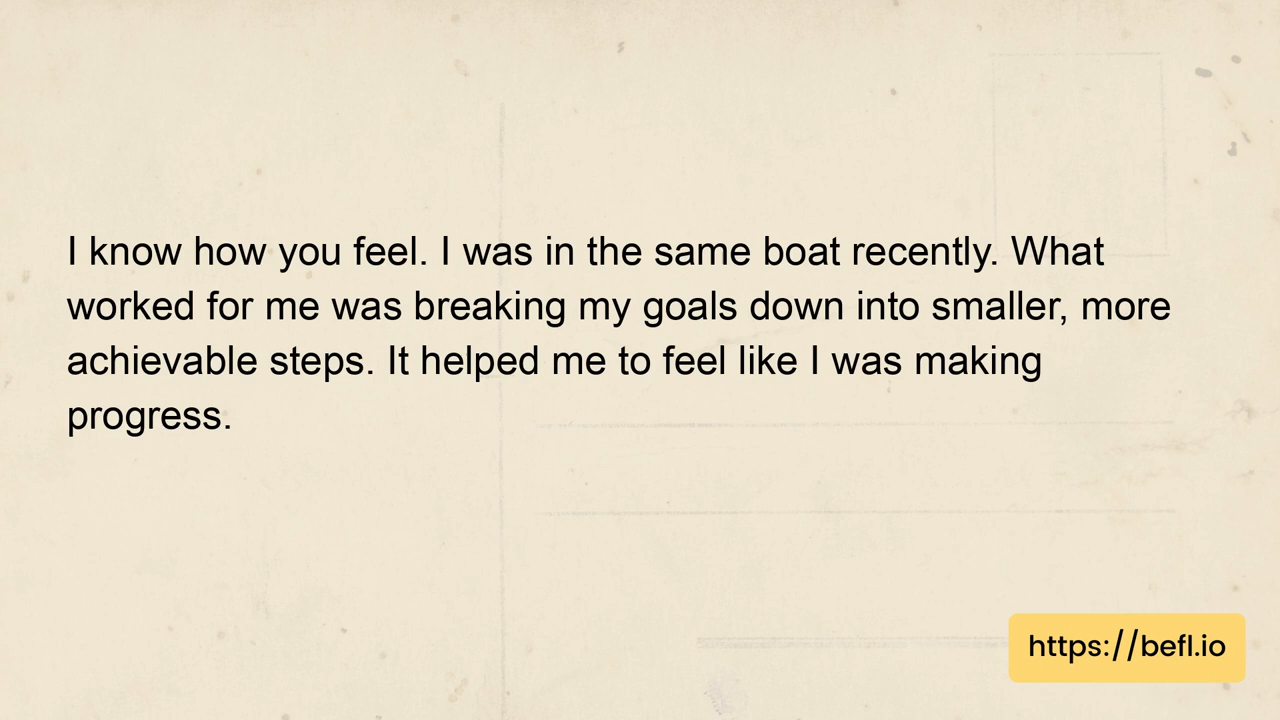 I know how you feel. I was in the same boat recently. What
worked for me was breaking my goals down into smaller, more
achievable steps. It helped me to feel like I was making
progress.
https://befl.io